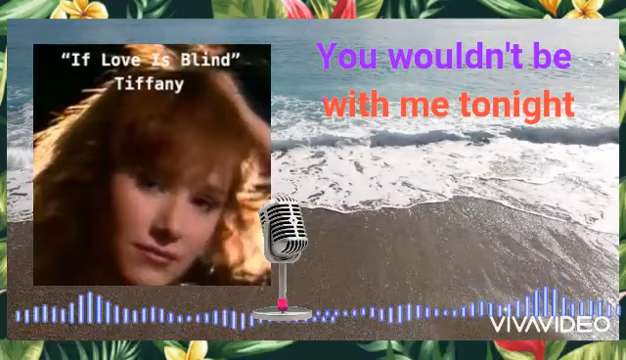 “If Love Is Blind”
Tiffany
You wouldn't be
with me tonight
VIVAVIDEO